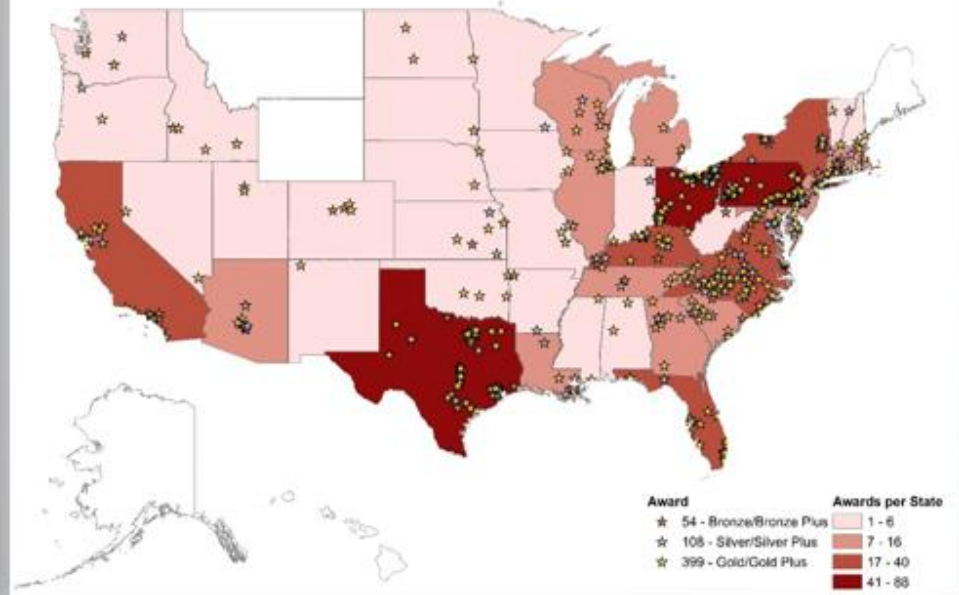 Award
54 - Bronze/Bronze Plus
108 - Silver/Silver Plus
399 - Gold/Gold Plus
Awards per State
1 - 6
7 - 16
17 - 40
41 - 88